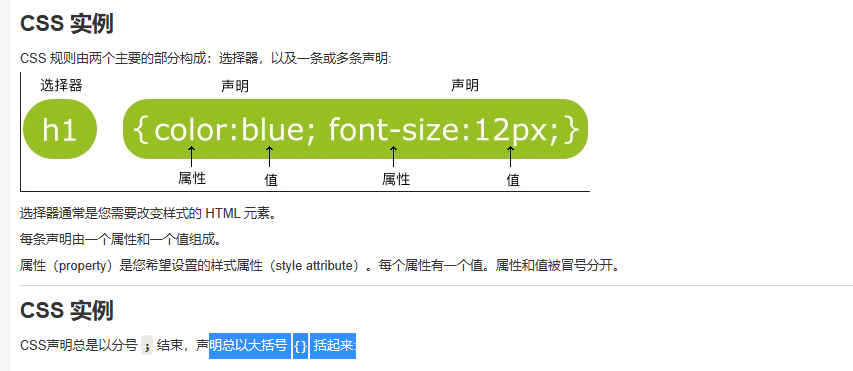 CSS 实例
CSS 规则由两个主要的部分构成：选择器，以及一条或多条声明:
选择器 声明 声明
h1 {color:blue; font-size:12px;}
属性 值 属性 值
选择器通常是您需要改变样式的 HTML 元素。
每条声明由一个属性和一个值组成。
属性（property）是您希望设置的样式属性（style attribute）。每个属性有一个值。属性和值被冒号分开。
CSS 实例
CSS声明总是以分号 ; 结束，声明总以大括号 {} 括起来: